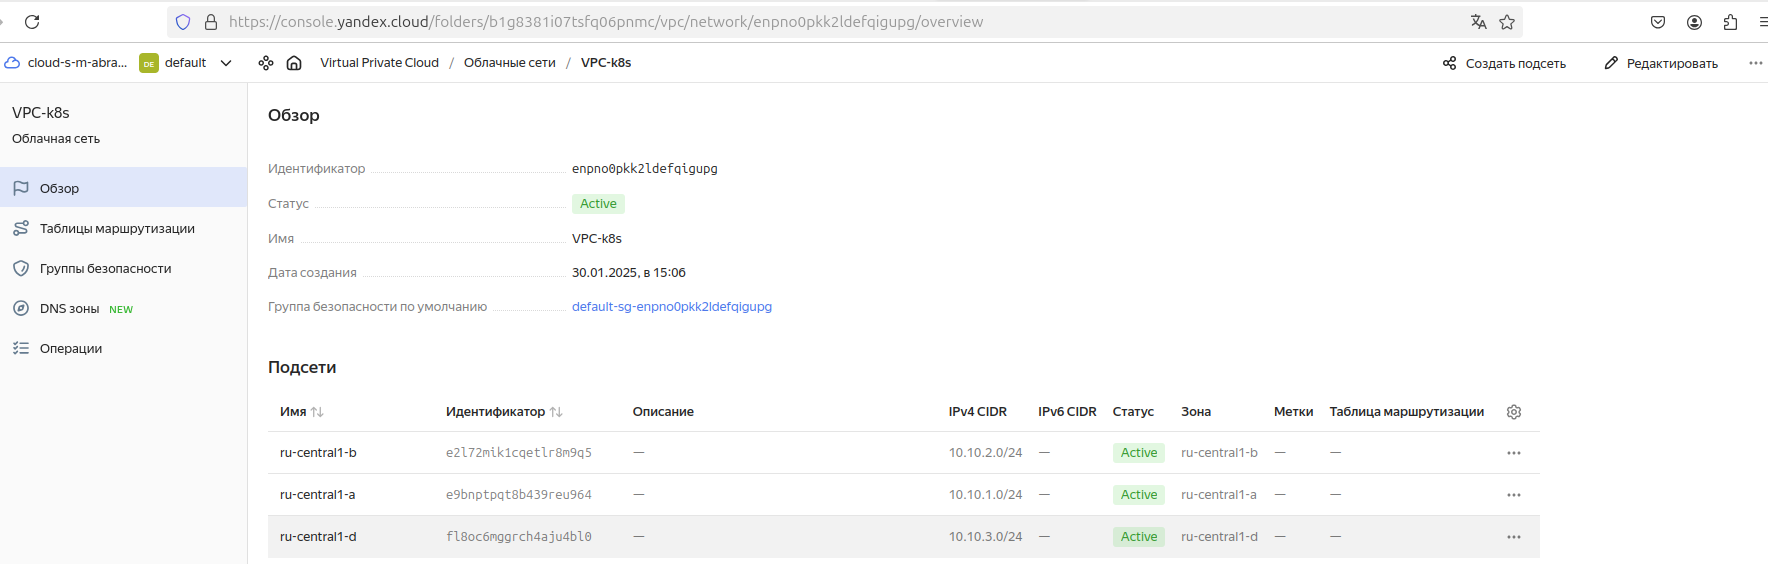 https://console.yandex.cloud/folders/b1g8381i07tsfq06pnmc/vpc/network/enpno0pkk2ldefqigupg/overview
cloud-s-m-abra... DE default Virtual Private Cloud / Облачные сети / VPC-k8s Создать подсеть Редактировать
VPC-k8s
Облачная сеть
Обзор
Таблицы маршрутизации
Группы безопасности
DNS зоны NEW
Операции
Обзор
Идентификатор enpno0pkk2ldefqigupg
Статус Active
Имя VPC-k8s
Дата создания 30.01.2025, в 15:06
Группа безопасности по умолчанию default-sg-enpno0pkk2ldefqigupg
Подсети
Имя Идентификатор Описание IPv4 CIDR IPv6 CIDR Статус Зона Метки Таблица маршрутизации
ru-central1-b e2l72mik1cqetlr8m9q5 — 10.10.2.0/24 — Active ru-central1-b — —
ru-central1-a e9bnptpqt8b439reu964 — 10.10.1.0/24 — Active ru-central1-a — —
ru-central1-d fl8oc6mggrch4aju4bl0 — 10.10.3.0/24 — Active ru-central1-d — —